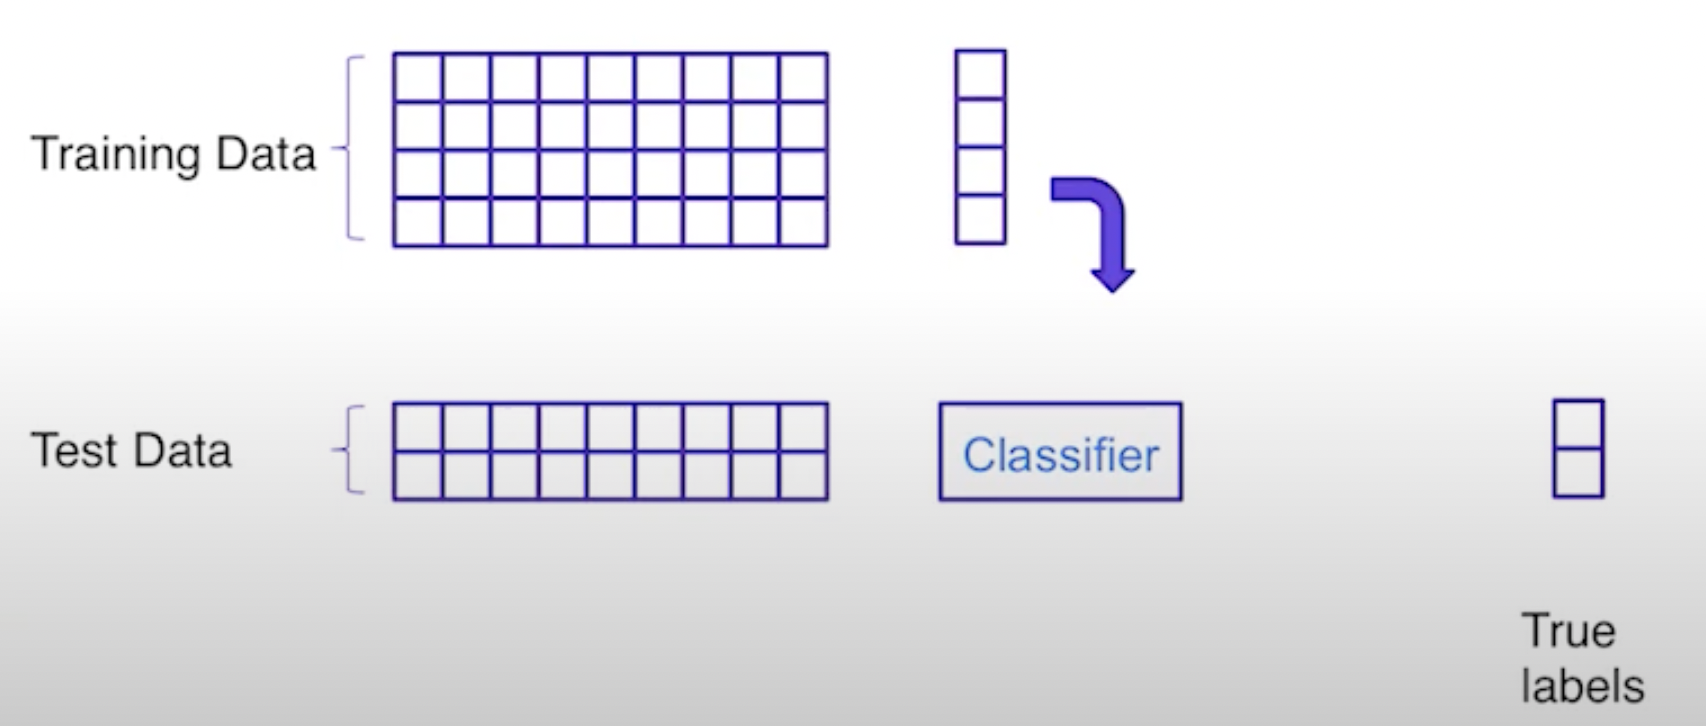 Training Data
Test Data
Classifier
True
labels